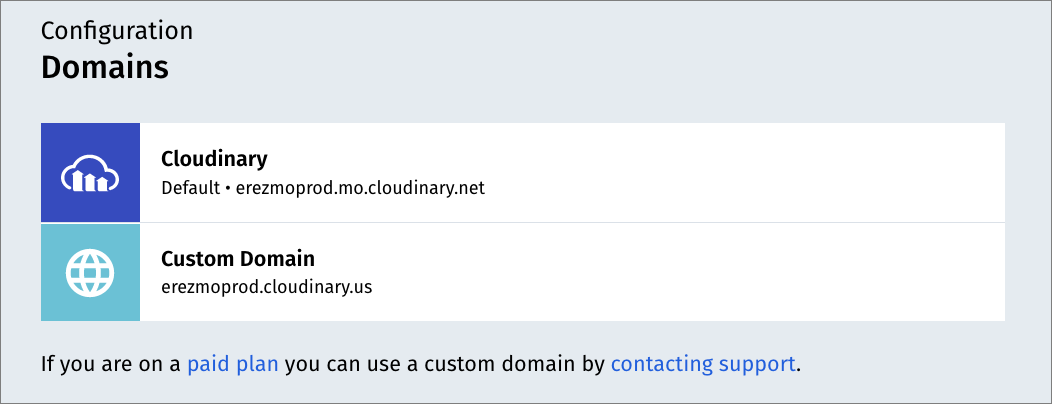 Configuration
Domains
Cloudinary
Default • erezmoprod.mo.cloudinary.net
Custom Domain
erezmoprod.cloudinary.us
If you are on a paid plan you can use a custom domain by contacting support.